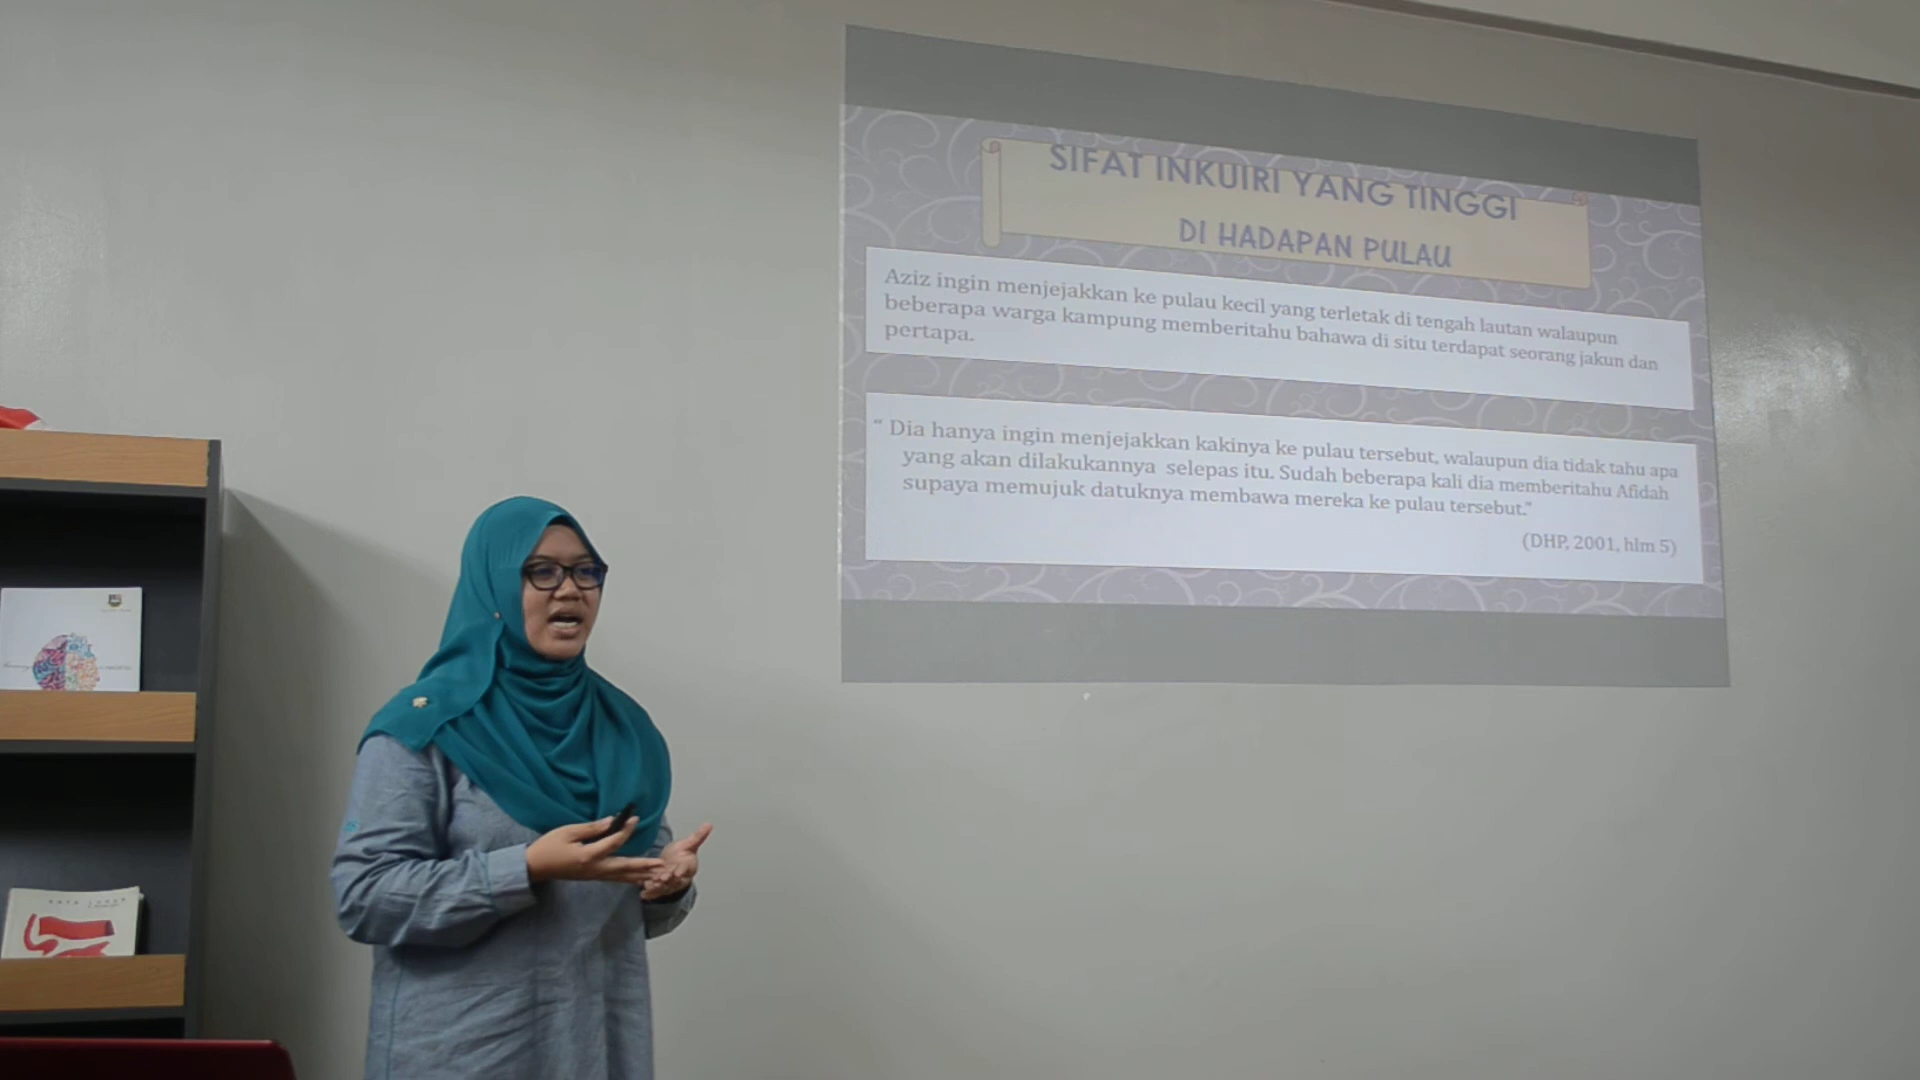 SIFAT INKUIRI YANG TINGGI
DI HADAPAN PULAU
Aziz ingin menjejakkan ke pulau kecil yang terletak di tengah lautan walaupun
beberapa warga kampung memberitahu bahawa di situ terdapat seorang jakun dan
pertapa.
“ Dia hanya ingin menjejakkan kakinya ke pulau tersebut, walaupun dia tidak tahu apa
yang akan dilakukannya selepas itu. Sudah beberapa kali dia memberitahu Afidah
supaya memujuk datuknya membawa mereka ke pulau tersebut.”
(DHP, 2001, hlm 5)